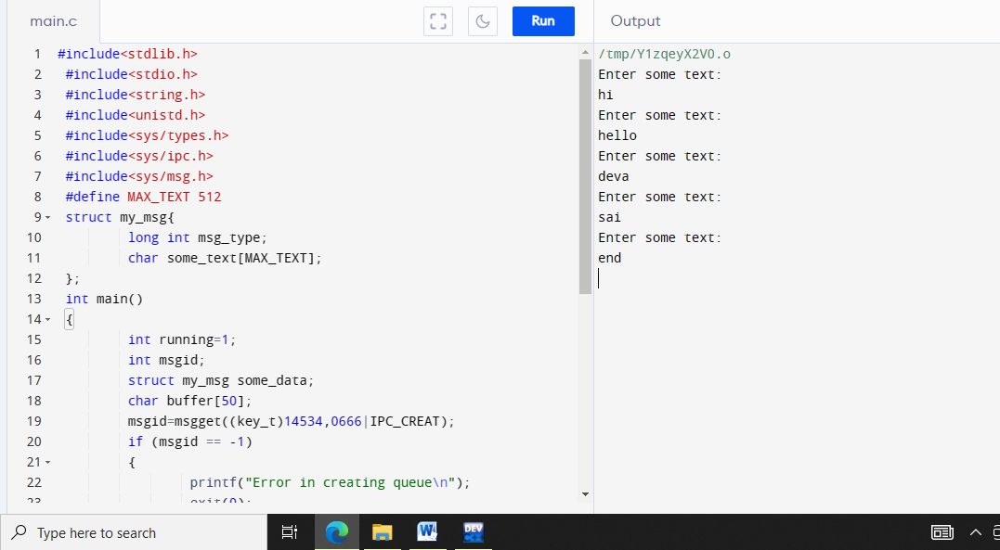 main.c
Run
Output
1 #include<stdlib.h>
2 #include<stdio.h>
3 #include<string.h>
4 #include<unistd.h>
5 #include<sys/types.h>
6 #include<sys/ipc.h>
7 #include<sys/msg.h>
8 #define MAX_TEXT 512
9 struct my_msg{
10 long int msg_type;
11 char some_text[MAX_TEXT];
12 };
13 int main()
14 {
15 int running=1;
16 int msgid;
17 struct my_msg some_data;
18 char buffer[50];
19 msgid=msgget((key_t)14534,0666|IPC_CREAT);
20 if (msgid == -1)
21 {
22 printf("Error in creating queue\n");
23 exit(0);
/tmp/Y1zqeyX2V0.o
Enter some text:
hi
Enter some text:
hello
Enter some text:
deva
Enter some text:
sai
Enter some text:
end
Type here to search
W
DEV